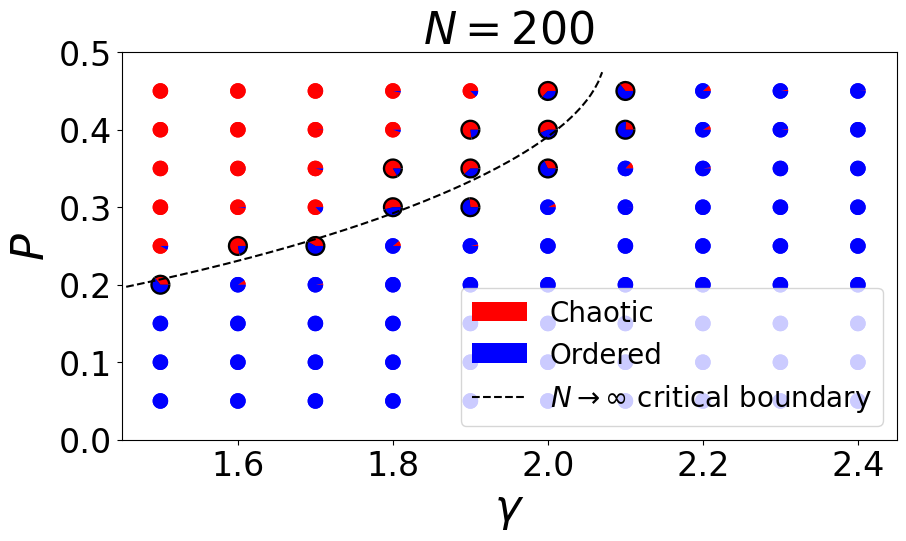 N = 200
P
0.5
0.4
0.3
0.2
0.1
0.0
Chaotic
Ordered
N → ∞ critical boundary
1.6 1.8 2.0 2.2 2.4
γ